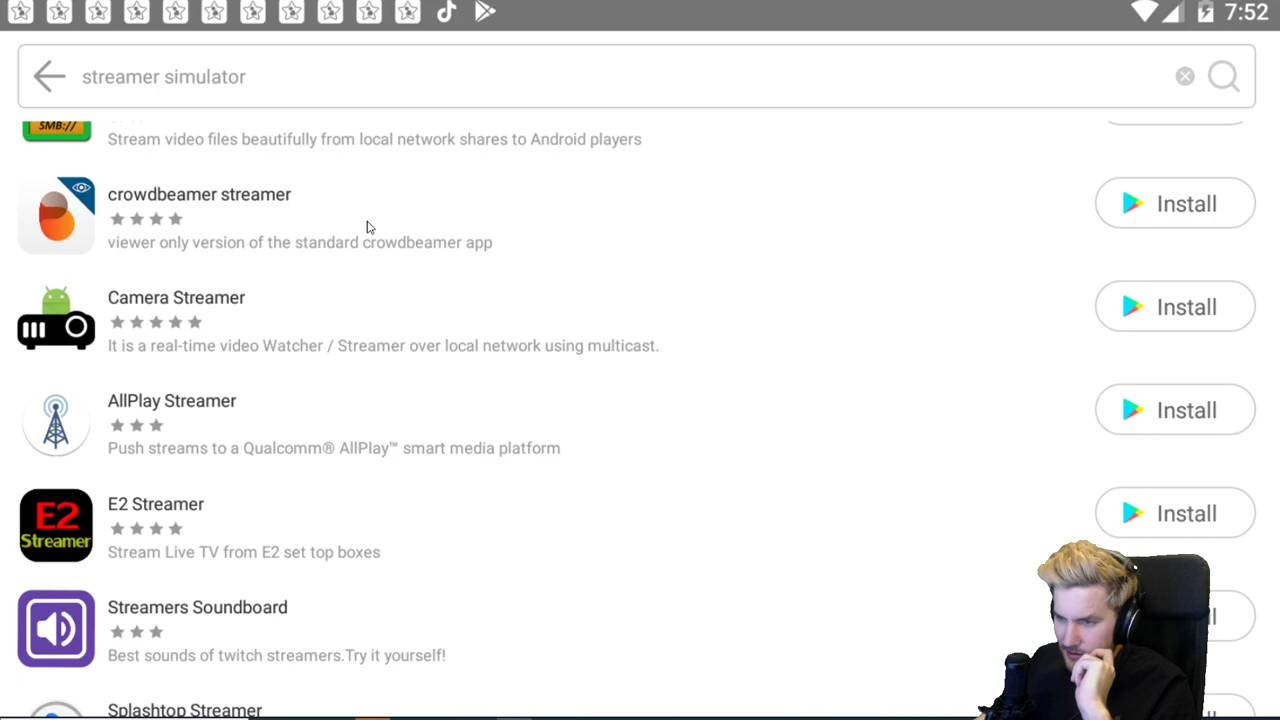 7:52
streamer simulator
SMB://
Stream video files beautifully from local network shares to Android players
crowdbeamer streamer
Install
viewer only version of the standard crowdbeamer app
Camera Streamer
Install
It is a real-time video Watcher / Streamer over local network using multicast.
AllPlay Streamer
Install
Push streams to a Qualcomm® AllPlay™ smart media platform
E2 Streamer
E2
Streamer
Install
Stream Live TV from E2 set top boxes
Streamers Soundboard
Best sounds of twitch streamers.Try it yourself!
Splashtop Streamer